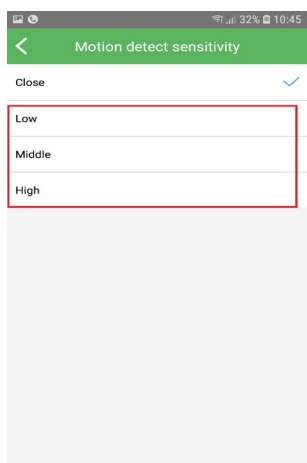 32% 10:45
Motion detect sensitivity
Close
Low
Middle
High